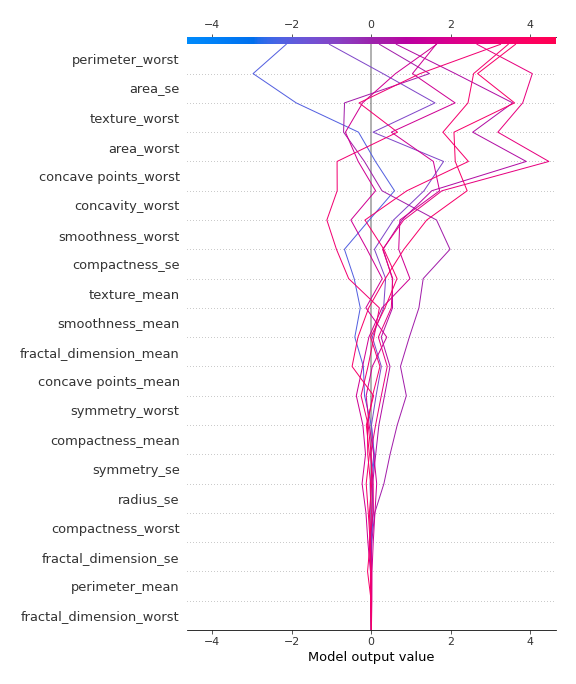 −4 −2 0 2 4
perimeter_worst
area_se
texture_worst
area_worst
concave points_worst
concavity_worst
smoothness_worst
compactness_se
texture_mean
smoothness_mean
fractal_dimension_mean
concave points_mean
symmetry_worst
compactness_mean
symmetry_se
radius_se
compactness_worst
fractal_dimension_se
perimeter_mean
fractal_dimension_worst
−4 −2 0 2 4
Model output value